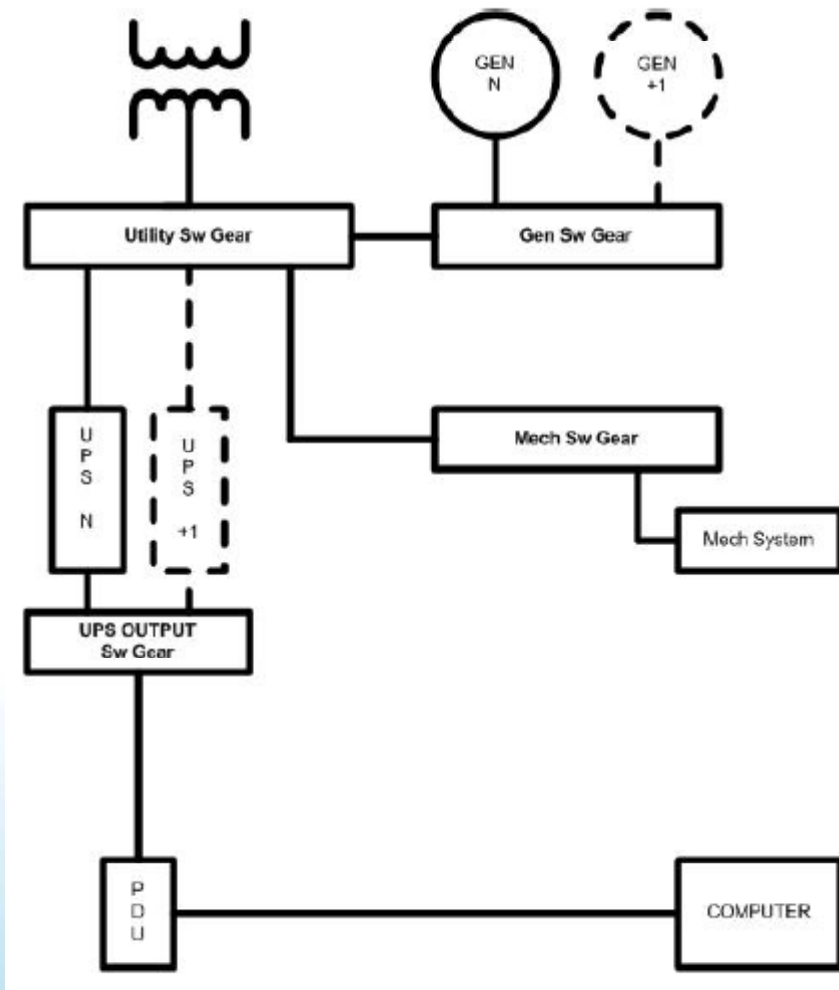 GEN
N
GEN
+1
Utility Sw Gear
Gen Sw Gear
U
P
S
N
U
P
S
+1
Mech Sw Gear
Mech System
UPS OUTPUT
Sw Gear
P
D
U
COMPUTER